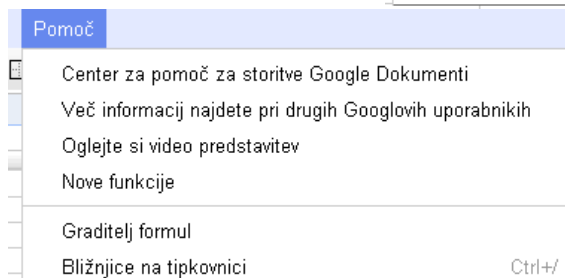 Pomoč
Center za pomoč za storitve Google Dokumenti
Več informacij najdete pri drugih Googlovih uporabnikih
Oglejte si video predstavitev
Nove funkcije
Graditelj formul
Bližnjice na tipkovnici Ctrl+/